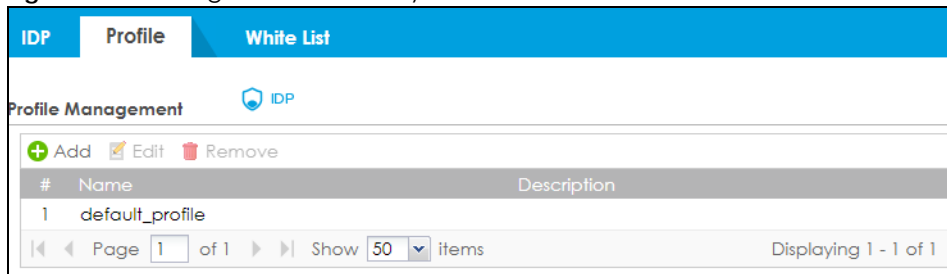 IDP Profile White List
Profile Management IDP
Add Edit Remove
# Name Description
1 default_profile
Page 1 of 1 Show 50 items Displaying 1 - 1 of 1